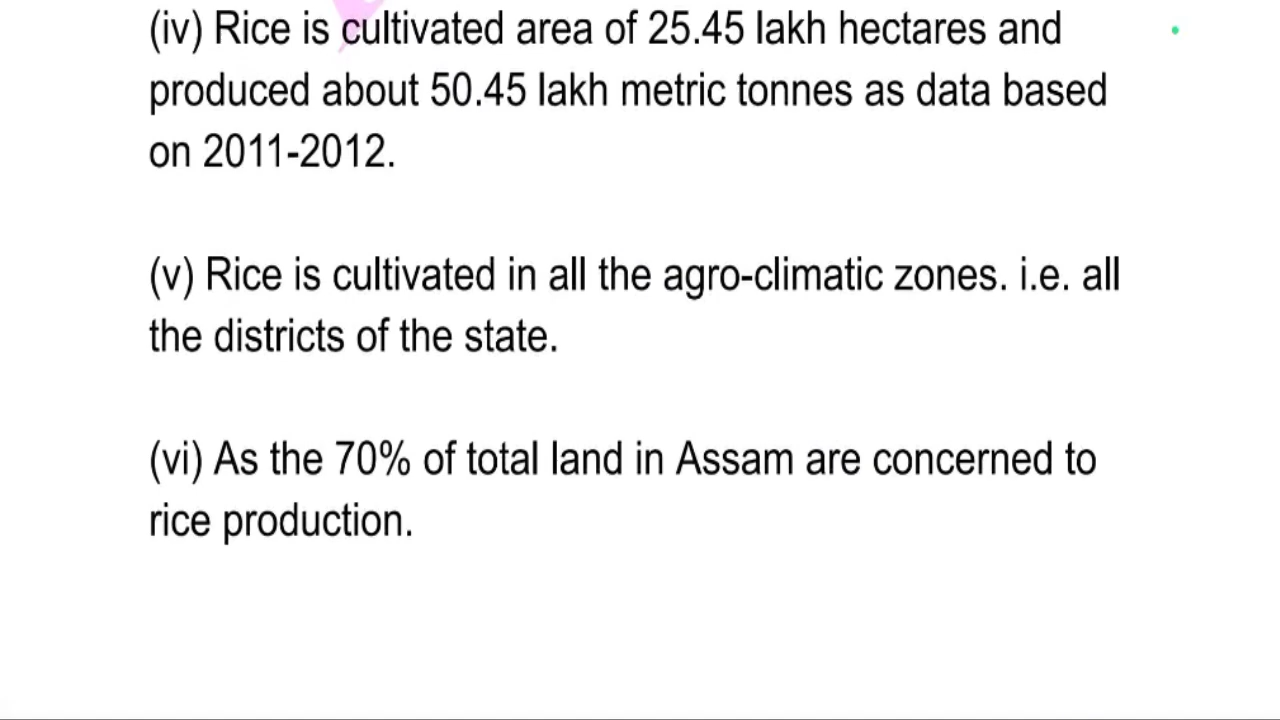 (iv) Rice is cultivated area of 25.45 lakh hectares and
produced about 50.45 lakh metric tonnes as data based
on 2011-2012.
(v) Rice is cultivated in all the agro-climatic zones. i.e. all
the districts of the state.
(vi) As the 70% of total land in Assam are concerned to
rice production.